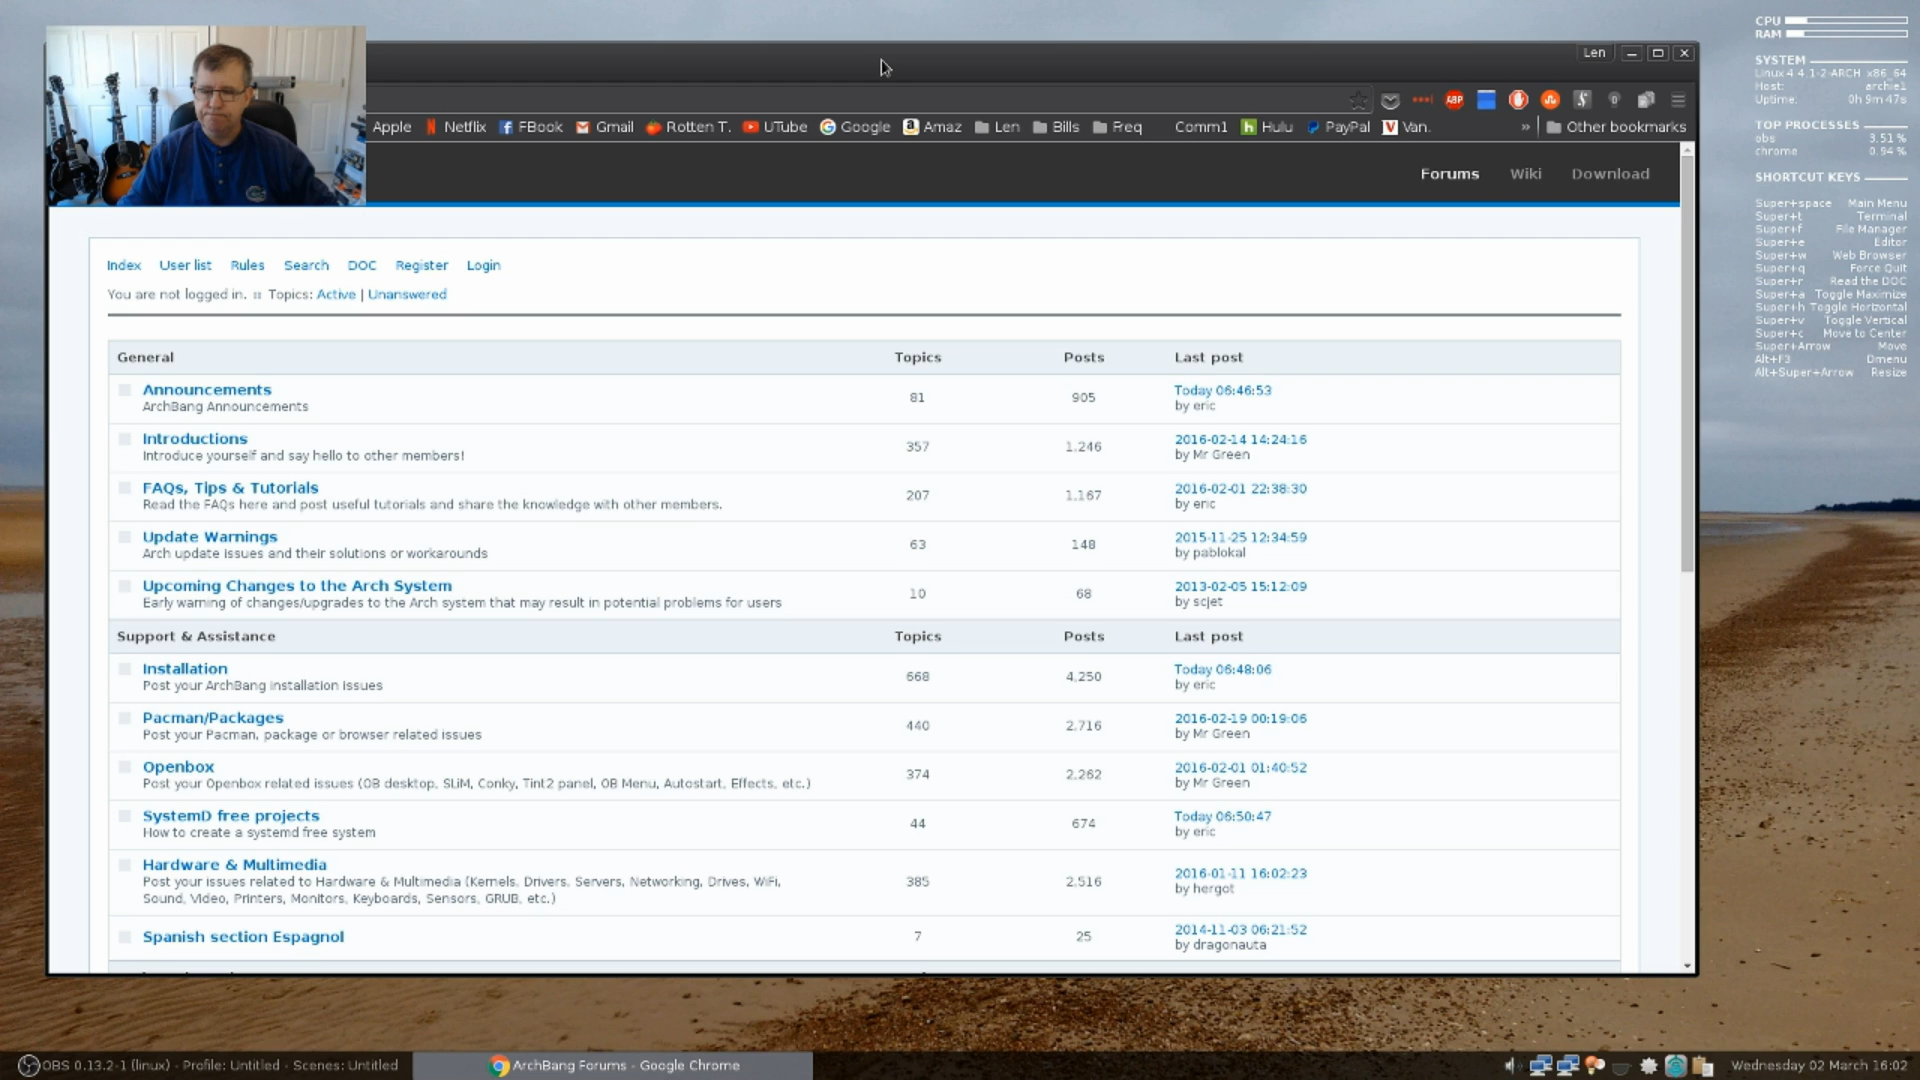 CPU
RAM
SYSTEM
Linux 4.4.1-2-ARCH x86_64
Host: archie1
Uptime: 0h 9m 47s
TOP PROCESSES
obs 3.51 %
chrome 0.94 %
SHORTCUT KEYS
Super+space Main Menu
Super+t Terminal
Super+f File Manager
Super+e Editor
Super+w Web Browser
Super+q Force Quit
Super+r Read the DOC
Super+a Toggle Maximize
Super+h Toggle Horizontal
Super+v Toggle Vertical
Super+c Move to Center
Super+Arrow Move
Alt+F3 Dmenu
Alt+Super+Arrow Resize
Len
ABP
Apple Netflix FBook Gmail Rotten T. UTube Google Amaz Len Bills Freq Comm1 Hulu PayPal Van. » Other bookmarks
Forums Wiki Download
Index User list Rules Search DOC Register Login
You are not logged in. :: Topics: Active | Unanswered
General Topics Posts Last post
Announcements 81 905 Today 06:46:53
ArchBang Announcements by eric
Introductions 357 1,246 2016-02-14 14:24:16
Introduce yourself and say hello to other members! by Mr Green
FAQs, Tips & Tutorials 207 1,167 2016-02-01 22:38:30
Read the FAQs here and post useful tutorials and share the knowledge with other members. by eric
Update Warnings 63 148 2015-11-25 12:34:59
Arch update issues and their solutions or workarounds by pablokal
Upcoming Changes to the Arch System 10 68 2013-02-05 15:12:09
Early warning of changes/upgrades to the Arch system that may result in potential problems for users by scjet
Support & Assistance Topics Posts Last post
Installation 668 4,250 Today 06:48:06
Post your ArchBang installation issues by eric
Pacman/Packages 440 2,716 2016-02-19 00:19:06
Post your Pacman, package or browser related issues by Mr Green
Openbox 374 2,262 2016-02-01 01:40:52
Post your Openbox related issues (OB desktop, SLiM, Conky, Tint2 panel, OB Menu, Autostart, Effects, etc.) by Mr Green
SystemD free projects 44 674 Today 06:50:47
How to create a systemd free system by eric
Hardware & Multimedia 385 2,516 2016-01-11 16:02:23
Post your issues related to Hardware & Multimedia (Kernels, Drivers, Servers, Networking, Drives, WiFi, by hergot
Sound, Video, Printers, Monitors, Keyboards, Sensors, GRUB, etc.)
Spanish section Espagnol 7 25 2014-11-03 06:21:52
by dragonauta
OBS 0.13.2-1 (linux) - Profile: Untitled - Scenes: Untitled
ArchBang Forums - Google Chrome
Wednesday 02 March 16:02